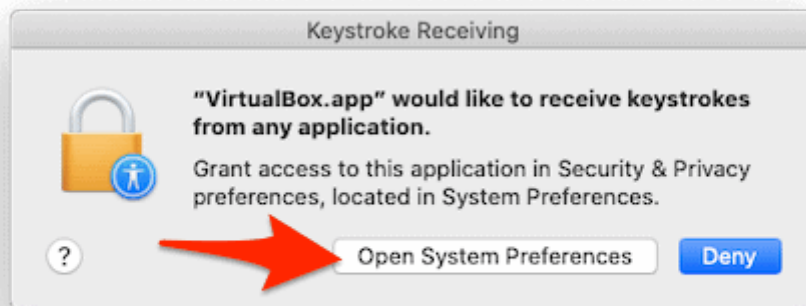 Keystroke Receiving
"VirtualBox.app" would like to receive keystrokes
from any application.
Grant access to this application in Security & Privacy
preferences, located in System Preferences.
? Open System Preferences Deny